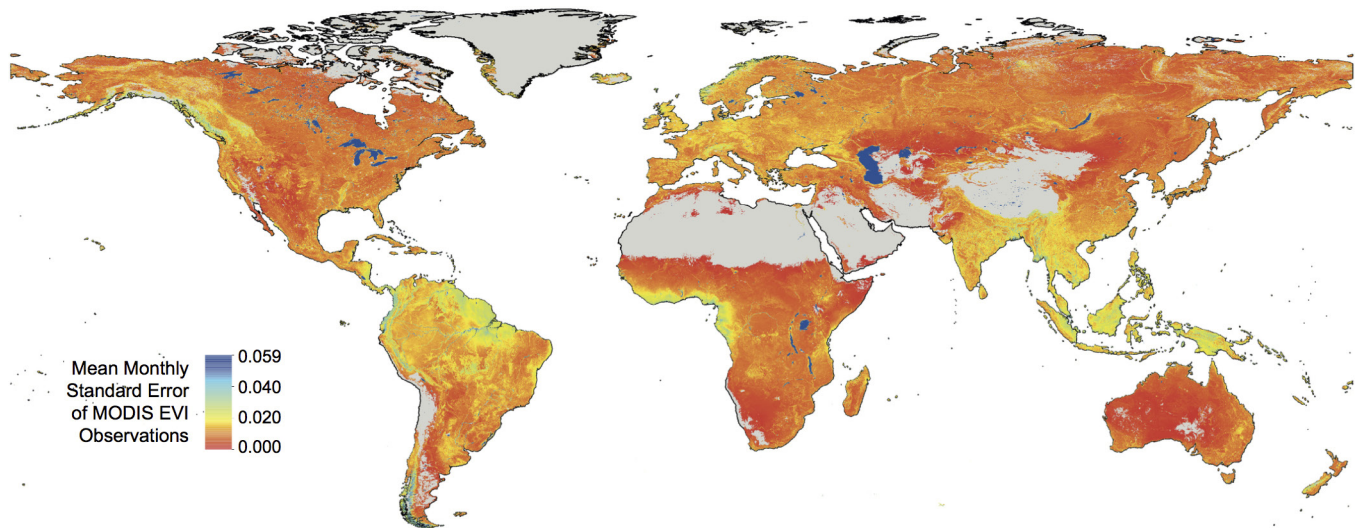 Mean Monthly
Standard Error
of MODIS EVI
Observations
0.059
0.040
0.020
0.000